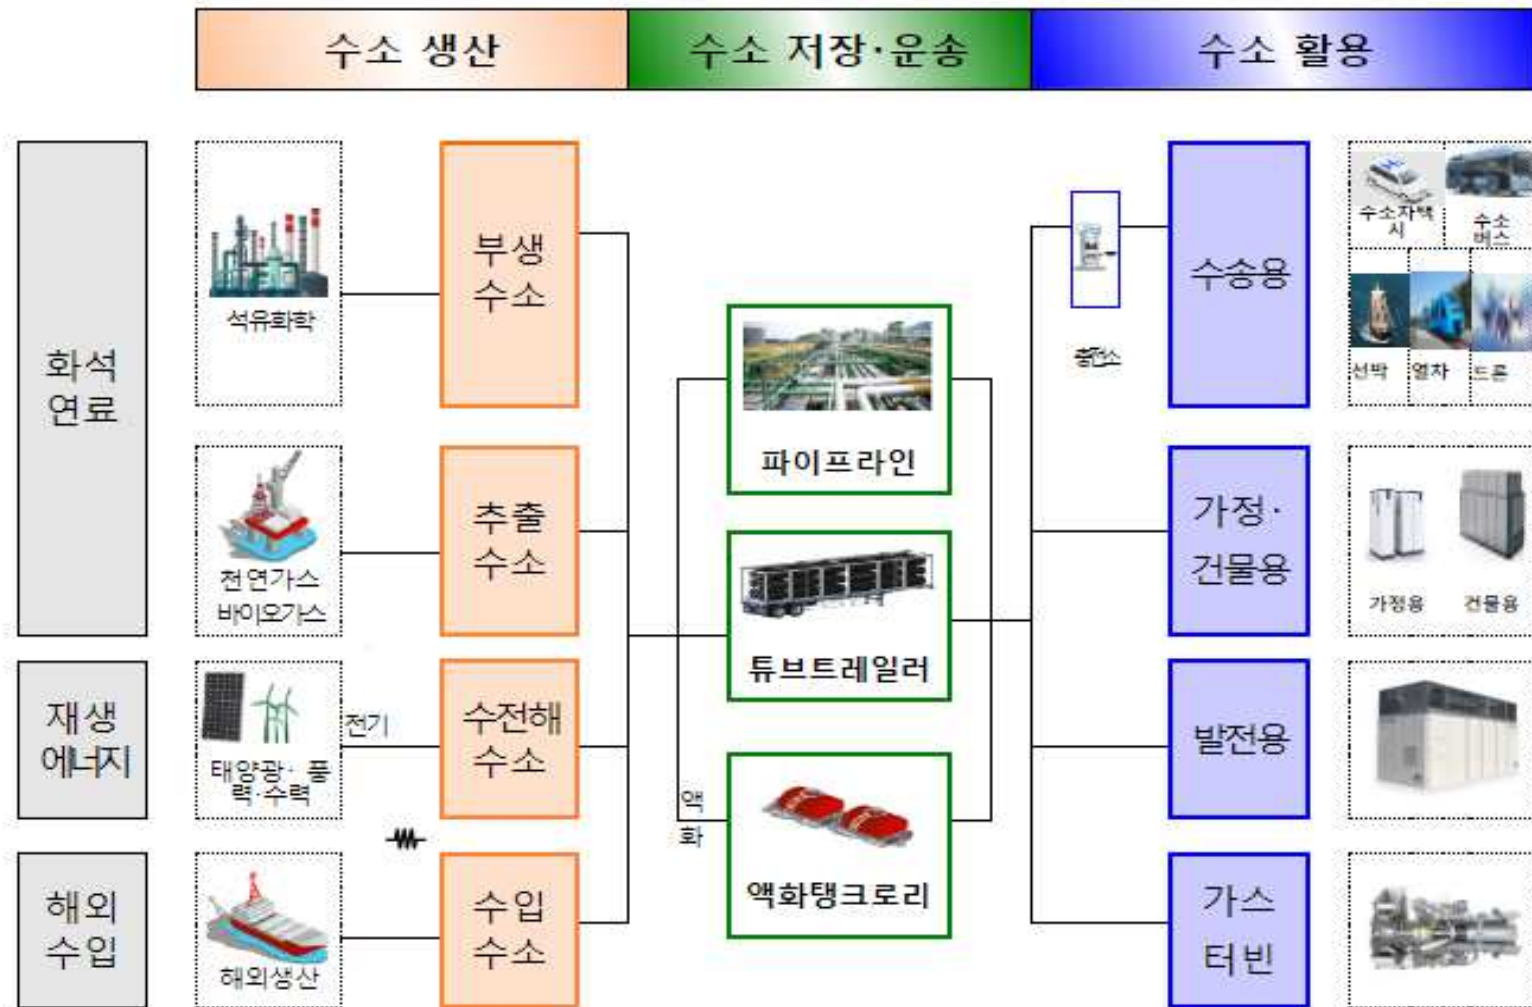 수소 생산
수소 저장·운송
수소 활용
화석
연료
석유화학
부생
수소
천연가스
바이오가스
추출
수소
재생
에너지
태양광· 풍
력·수력
전기
수전해
수소
해외
수입
해외생산
수입
수소
파이프라인
튜브트레일러
액
화
액화탱크로리
충전소
수송용
수소차택
시
수소
버스
선박
열차
드론
가정·
건물용
가정용
건물용
발전용
가스
터빈